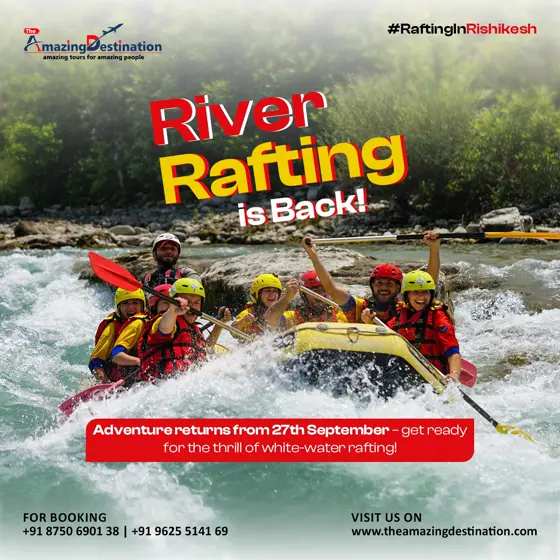 The
AmazingDestination
amazing tours for amazing people
#RaftingInRishikesh
River
Rafting
is Back!
Adventure returns from 27th September – get ready
for the thrill of white-water rafting!
FOR BOOKING
+91 8750 6901 38 | +91 9625 5141 69
VISIT US ON
www.theamazingdestination.com